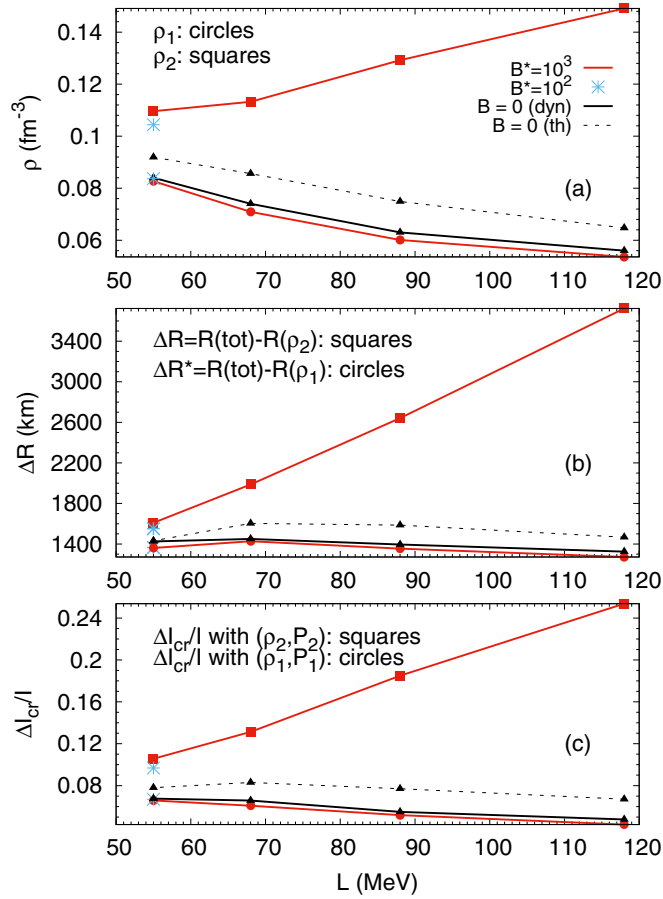 ρ₁: circles
ρ₂: squares
B*=10³
B*=10²
B = 0 (dyn)
B = 0 (th)
0.14
0.12
0.1
0.08
0.06
ρ (fm⁻³)
(a)
50 60 70 80 90 100 110 120
ΔR=R(tot)-R(ρ₂): squares
ΔR*=R(tot)-R(ρ₁): circles
3400
3000
2600
2200
1800
1400
ΔR (km)
(b)
50 60 70 80 90 100 110 120
ΔI_cr/I with (ρ₂,P₂): squares
ΔI_cr/I with (ρ₁,P₁): circles
0.24
0.2
0.16
0.12
0.08
ΔI_cr/I
(c)
50 60 70 80 90 100 110 120
L (MeV)